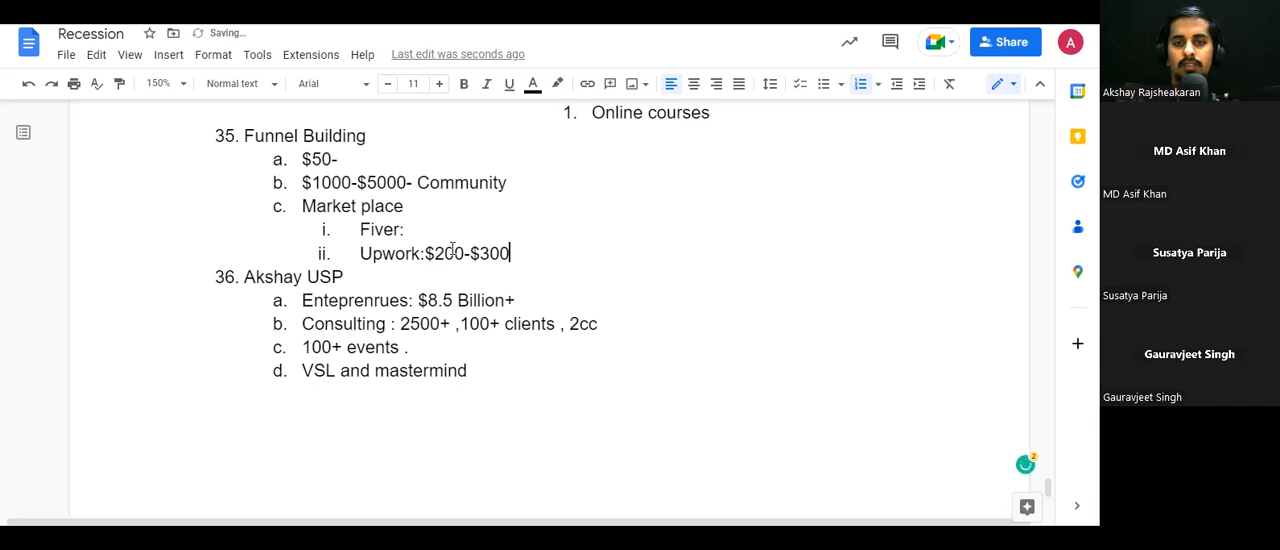 Recession
Saving...
File Edit View Insert Format Tools Extensions Help Last edit was seconds ago
Share
A
150% Normal text Arial 11 B I U A
1. Online courses
35. Funnel Building
a. $50-
b. $1000-$5000- Community
c. Market place
i. Fiver:
ii. Upwork:$200-$300
36. Akshay USP
a. Enteprenrues: $8.5 Billion+
b. Consulting : 2500+ ,100+ clients , 2cc
c. 100+ events .
d. VSL and mastermind
2
31
Akshay Rajsheakaran
MD Asif Khan
MD Asif Khan
Susatya Parija
Susatya Parija
Gauravjeet Singh
Gauravjeet Singh